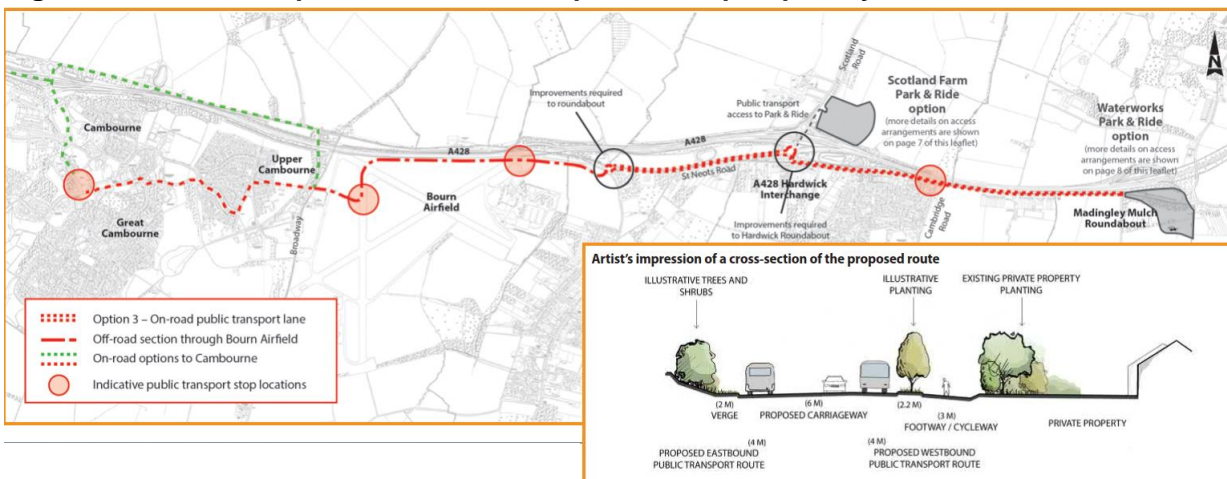 Cambourne
Great
Cambourne
Upper
Cambourne
Broadway
A428
Bourn
Airfield
Improvements required
to roundabout
A428
St Neots Road
Public transport
access to Park & Ride
Scotland
Road
Scotland Farm
Park & Ride
option
(more details on access
arrangements are shown
on page 7 of this leaflet)
A428 Hardwick
Interchange
Improvements required
to Hardwick Roundabout
Cambridge
Road
Waterworks
Park & Ride
option
(more details on access
arrangements are shown
on page 8 of this leaflet)
Madingley Mulch
Roundabout
N
Option 3 – On-road public transport lane
Off-road section through Bourn Airfield
On-road options to Cambourne
Indicative public transport stop locations
Artist's impression of a cross-section of the proposed route
ILLUSTRATIVE TREES AND
SHRUBS
ILLUSTRATIVE
PLANTING
EXISTING PRIVATE PROPERTY
PLANTING
(2 M)
VERGE
(6 M)
PROPOSED CARRIAGEWAY
(2.2 M)
(3 M)
FOOTWAY / CYCLEWAY
PRIVATE PROPERTY
(4 M)
PROPOSED EASTBOUND
PUBLIC TRANSPORT ROUTE
(4 M)
PROPOSED WESTBOUND
PUBLIC TRANSPORT ROUTE